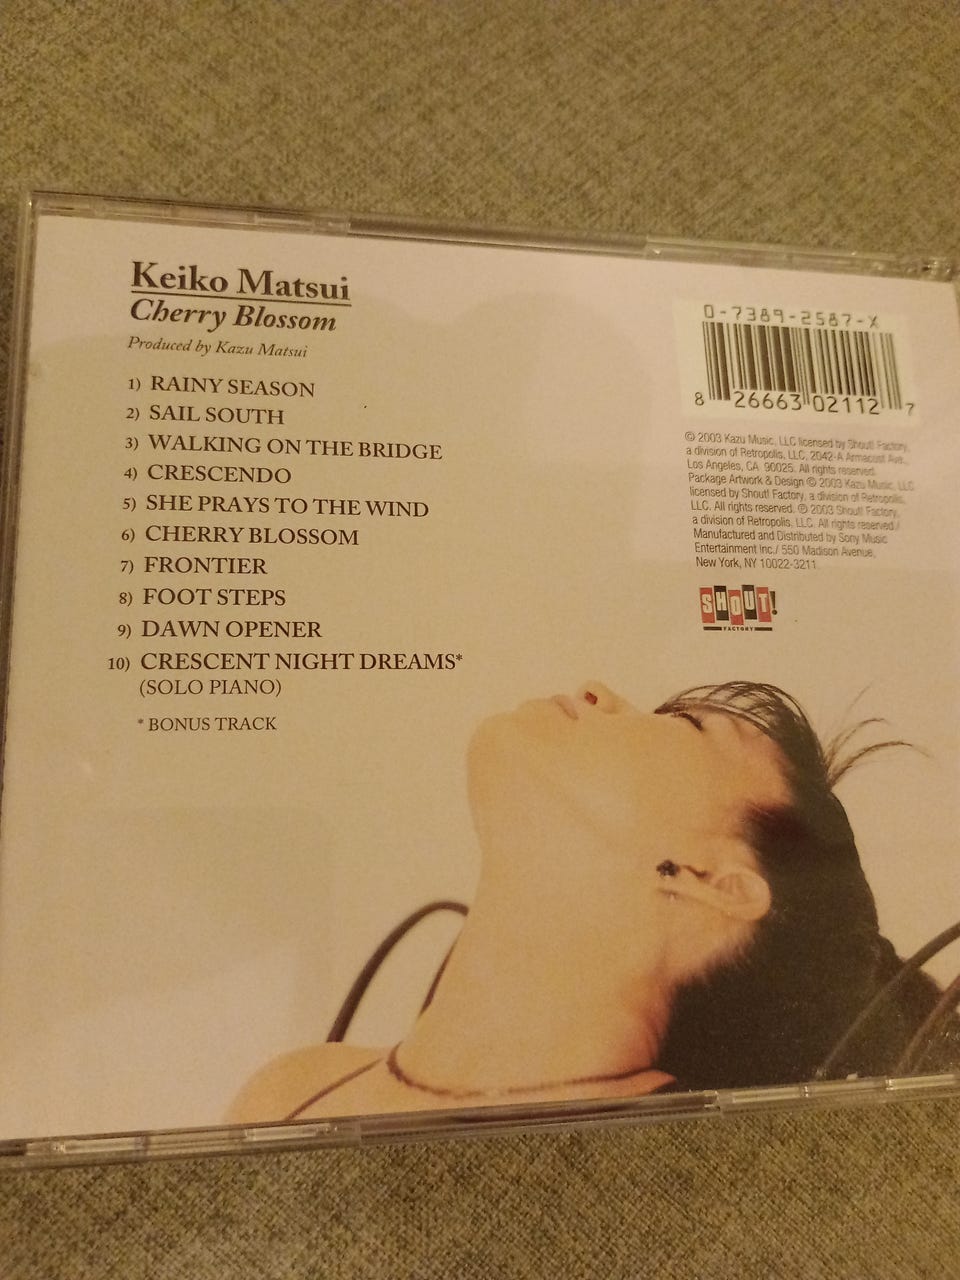 Keiko Matsui
Cherry Blossom
Produced by Kazu Matsui
1) RAINY SEASON
2) SAIL SOUTH
3) WALKING ON THE BRIDGE
4) CRESCENDO
5) SHE PRAYS TO THE WIND
6) CHERRY BLOSSOM
7) FRONTIER
8) FOOT STEPS
9) DAWN OPENER
10) CRESCENT NIGHT DREAMS*
(SOLO PIANO)
* BONUS TRACK
0-7389-2587-X
8 26663 02112 7
© 2003 Kazu Music, LLC licensed by Shout! Factory,
a division of Retropolis, LLC, 2042-A Armacost Ave.,
Los Angeles, CA 90025. All rights reserved.
Package Artwork & Design © 2003 Kazu Music, LLC
licensed by Shout! Factory, a division of Retropolis,
LLC. All rights reserved. ℗ 2003 Shout! Factory,
a division of Retropolis, LLC. All rights reserved./
Manufactured and Distributed by Sony Music
Entertainment Inc./ 550 Madison Avenue,
New York, NY 10022-3211
SHOUT!
FACTORY